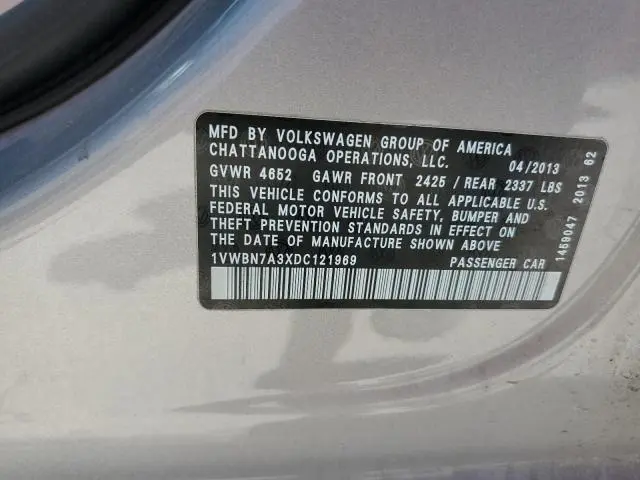 MFD BY VOLKSWAGEN GROUP OF AMERICA
CHATTANOOGA OPERATIONS, LLC. 04/2013
GVWR 4652 GAWR FRONT 2425 / REAR 2337 LBS
THIS VEHICLE CONFORMS TO ALL APPLICABLE U.S.
FEDERAL MOTOR VEHICLE SAFETY, BUMPER AND
THEFT PREVENTION STANDARDS IN EFFECT ON
THE DATE OF MANUFACTURE SHOWN ABOVE
1VWBN7A3XDC121969 PASSENGER CAR
1459047 2013 62